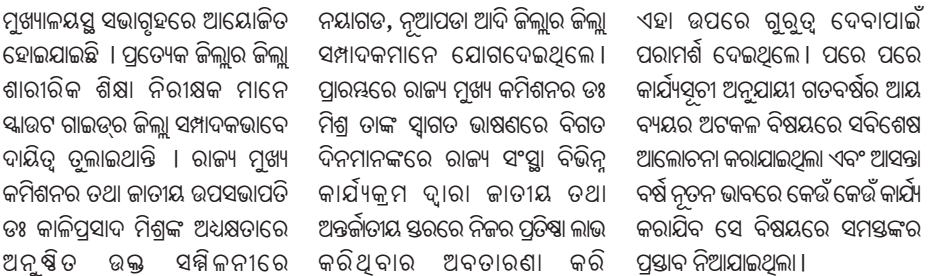 ମୁଖ୍ୟାଳୟସ୍ଥ ସଭାଗୃହରେ ଆୟୋଜିତ
ହୋଇଯାଇଛି । ପ୍ରତ୍ୟେକ ଜିଲ୍ଲାର ଜିଲ୍ଲା
ଶାରୀରିକ ଶିକ୍ଷା ନିରୀକ୍ଷକ ମାନେ
ସ୍କାଉଟ ଗାଇଡ୍‌ର ଜିଲ୍ଲା ସମ୍ପାଦକଭାବେ
ଦାୟିତ୍ୱ ତୁଲାଇଥାନ୍ତି । ରାଜ୍ୟ ମୁଖ୍ୟ
କମିଶନର ତଥା ଜାତୀୟ ଉପସଭାପତି
ଡଃ କାଳିପ୍ରସାଦ ମିଶ୍ରଙ୍କ ଅଧ୍ୟକ୍ଷତାରେ
ଅନୁଷ୍ଠିତ ଉକ୍ତ ସମ୍ମିଳନୀରେ
ନୟାଗଡ, ନୂଆପଡା ଆଦି ଜିଲ୍ଲାର ଜିଲ୍ଲା
ସମ୍ପାଦକମାନେ ଯୋଗଦେଇଥିଲେ।
ପ୍ରାରମ୍ଭରେ ରାଜ୍ୟ ମୁଖ୍ୟ କମିଶନର ଡଃ
ମିଶ୍ର ତାଙ୍କ ସ୍ୱାଗତ ଭାଷଣରେ ବିଗତ
ଦିନମାନଙ୍କରେ ରାଜ୍ୟ ସଂସ୍ଥା ବିଭିନ୍ନ
କାର୍ଯ୍ୟକ୍ରମ ଦ୍ୱାରା ଜାତୀୟ ତଥା
ଅନ୍ତର୍ଜାତୀୟ ସ୍ତରରେ ନିଜର ପ୍ରତିଷ୍ଠା ଲାଭ
କରିଥିବାର ଅବତାରଣା କରି
ଏହା ଉପରେ ଗୁରୁତ୍ୱ ଦେବାପାଇଁ
ପରାମର୍ଶ ଦେଇଥିଲେ। ପରେ ପରେ
କାର୍ଯ୍ୟସୂଚୀ ଅନୁଯାୟୀ ଗତବର୍ଷର ଆୟ
ବ୍ୟୟର ଅଟକଳ ବିଷୟରେ ସବିଶେଷ
ଆଲୋଚନା କରାଯାଇଥିଲା ଏବଂ ଆସନ୍ତା
ବର୍ଷ ନୂତନ ଭାବରେ କେଉଁ କେଉଁ କାର୍ଯ୍ୟ
କରାଯିବ ସେ ବିଷୟରେ ସମସ୍ତଙ୍କର
ପ୍ରସ୍ତାବ ନିଆଯାଇଥିଲା।